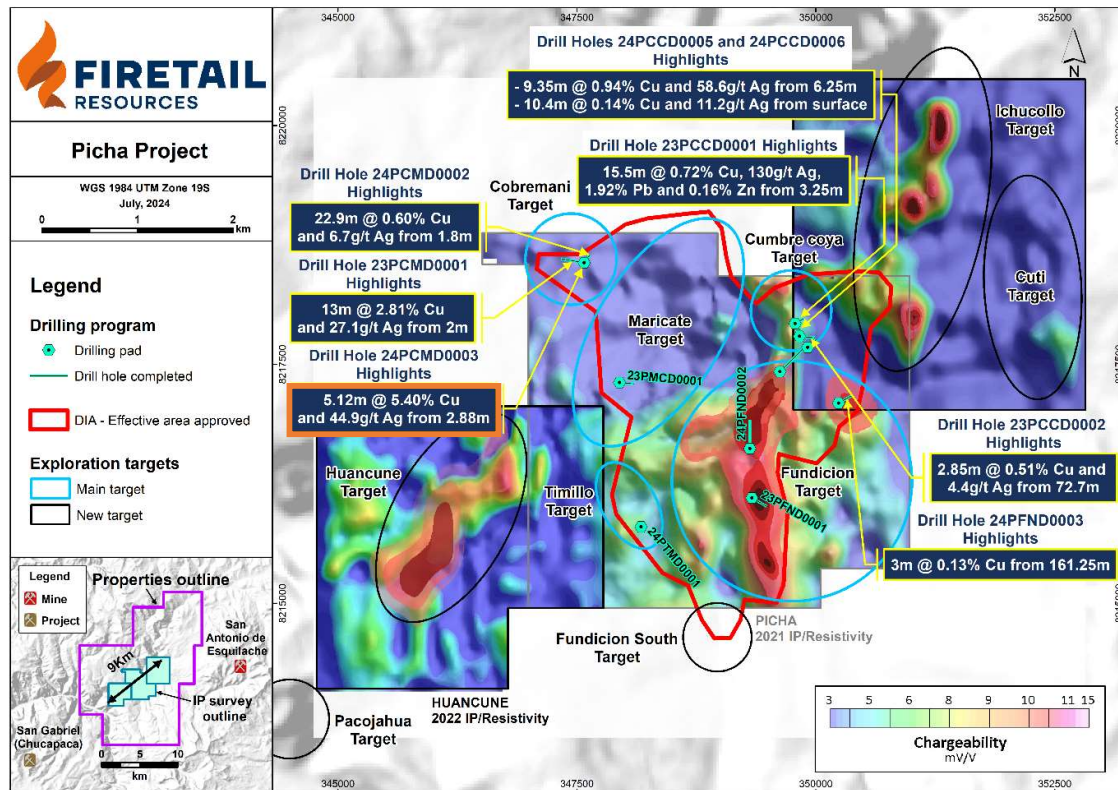 FIRETAIL
RESOURCES
Picha Project
WGS 1984 UTM Zone 19S
July, 2024
0 1 2
km
Legend
Drilling program
Drilling pad
Drill hole completed
DIA - Effective area approved
Exploration targets
Main target
New target
Legend
Mine
Project
Properties outline
San
Antonio de
Esquilache
9Km
IP survey
outline
San Gabriel
(Chucapaca)
0 5 10
km
345000
347500
350000
352500
8220000
8217500
8215000
N
Drill Holes 24PCCD0005 and 24PCCD0006
Highlights
- 9.35m @ 0.94% Cu and 58.6g/t Ag from 6.25m
- 10.4m @ 0.14% Cu and 11.2g/t Ag from surface
Ichucollo
Target
Drill Hole 23PCCD0001 Highlights
15.5m @ 0.72% Cu, 130g/t Ag,
1.92% Pb and 0.16% Zn from 3.25m
Drill Hole 24PCMD0002
Highlights
22.9m @ 0.60% Cu
and 6.7g/t Ag from 1.8m
Cobremani
Target
Cumbre coya
Target
Cuti
Target
Drill Hole 23PCMD0001
Highlights
13m @ 2.81% Cu
and 27.1g/t Ag from 2m
Maricate
Target
Drill Hole 24PCMD0003
Highlights
5.12m @ 5.40% Cu
and 44.9g/t Ag from 2.88m
23PMCD0001
24PFND0002
Drill Hole 23PCCD0002
Highlights
2.85m @ 0.51% Cu and
4.4g/t Ag from 72.7m
Huancune
Target
Timillo
Target
Fundicion
Target
23PFND0001
24PTMD0001
Drill Hole 24PFND0003
Highlights
3m @ 0.13% Cu from 161.25m
Fundicion South
Target
PICHA
2021 IP/Resistivity
HUANCUNE
2022 IP/Resistivity
Pacojahua
Target
3 5 6 8 9 10 11 15
Chargeability
mV/V
345000
347500
350000
352500